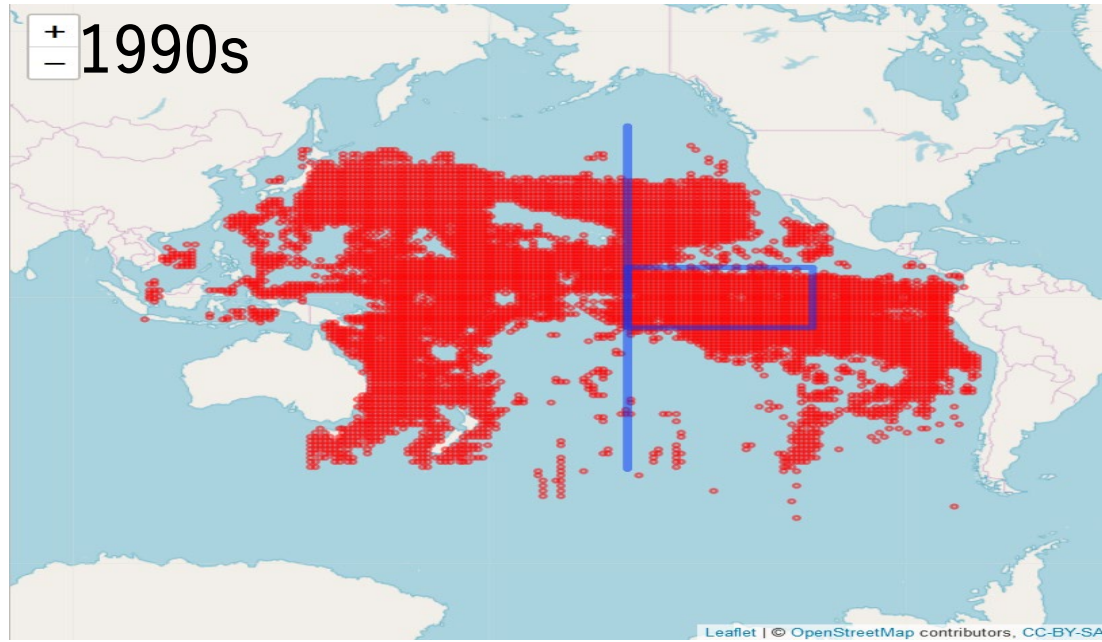 +
1990s
–
Leaflet | © OpenStreetMap contributors, CC-BY-SA